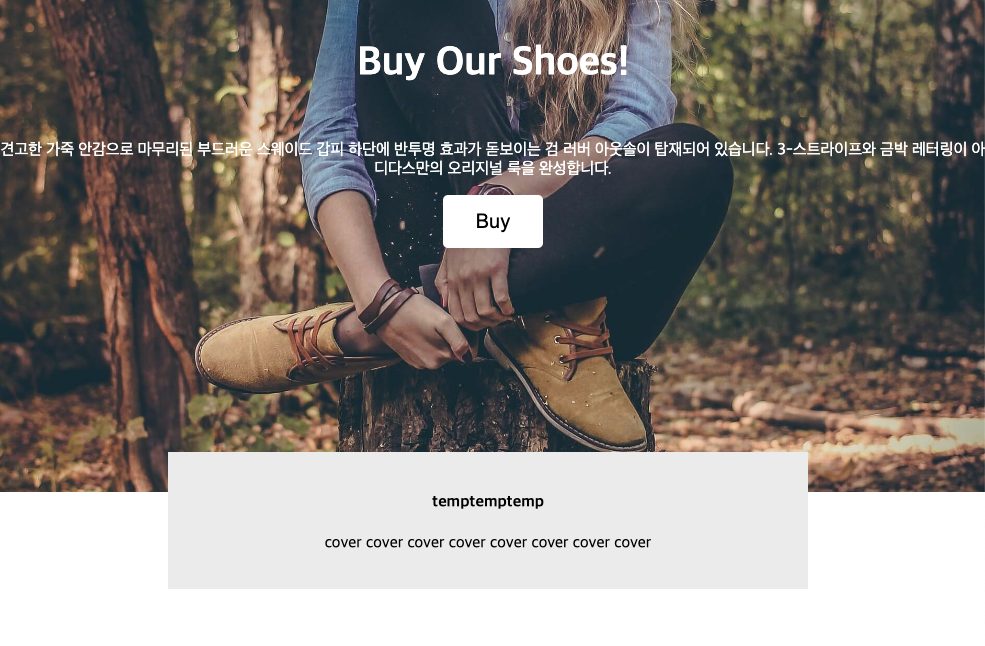 Buy Our Shoes!
견고한 가죽 안감으로 마무리된 부드러운 스웨이드 갑피 하단에 반투명 효과가 돋보이는 검 러버 아웃솔이 탑재되어 있습니다. 3-스트라이프와 금박 레터링이 아
디다스만의 오리지널 룩을 완성합니다.
Buy
temptemptemp
cover cover cover cover cover cover cover cover